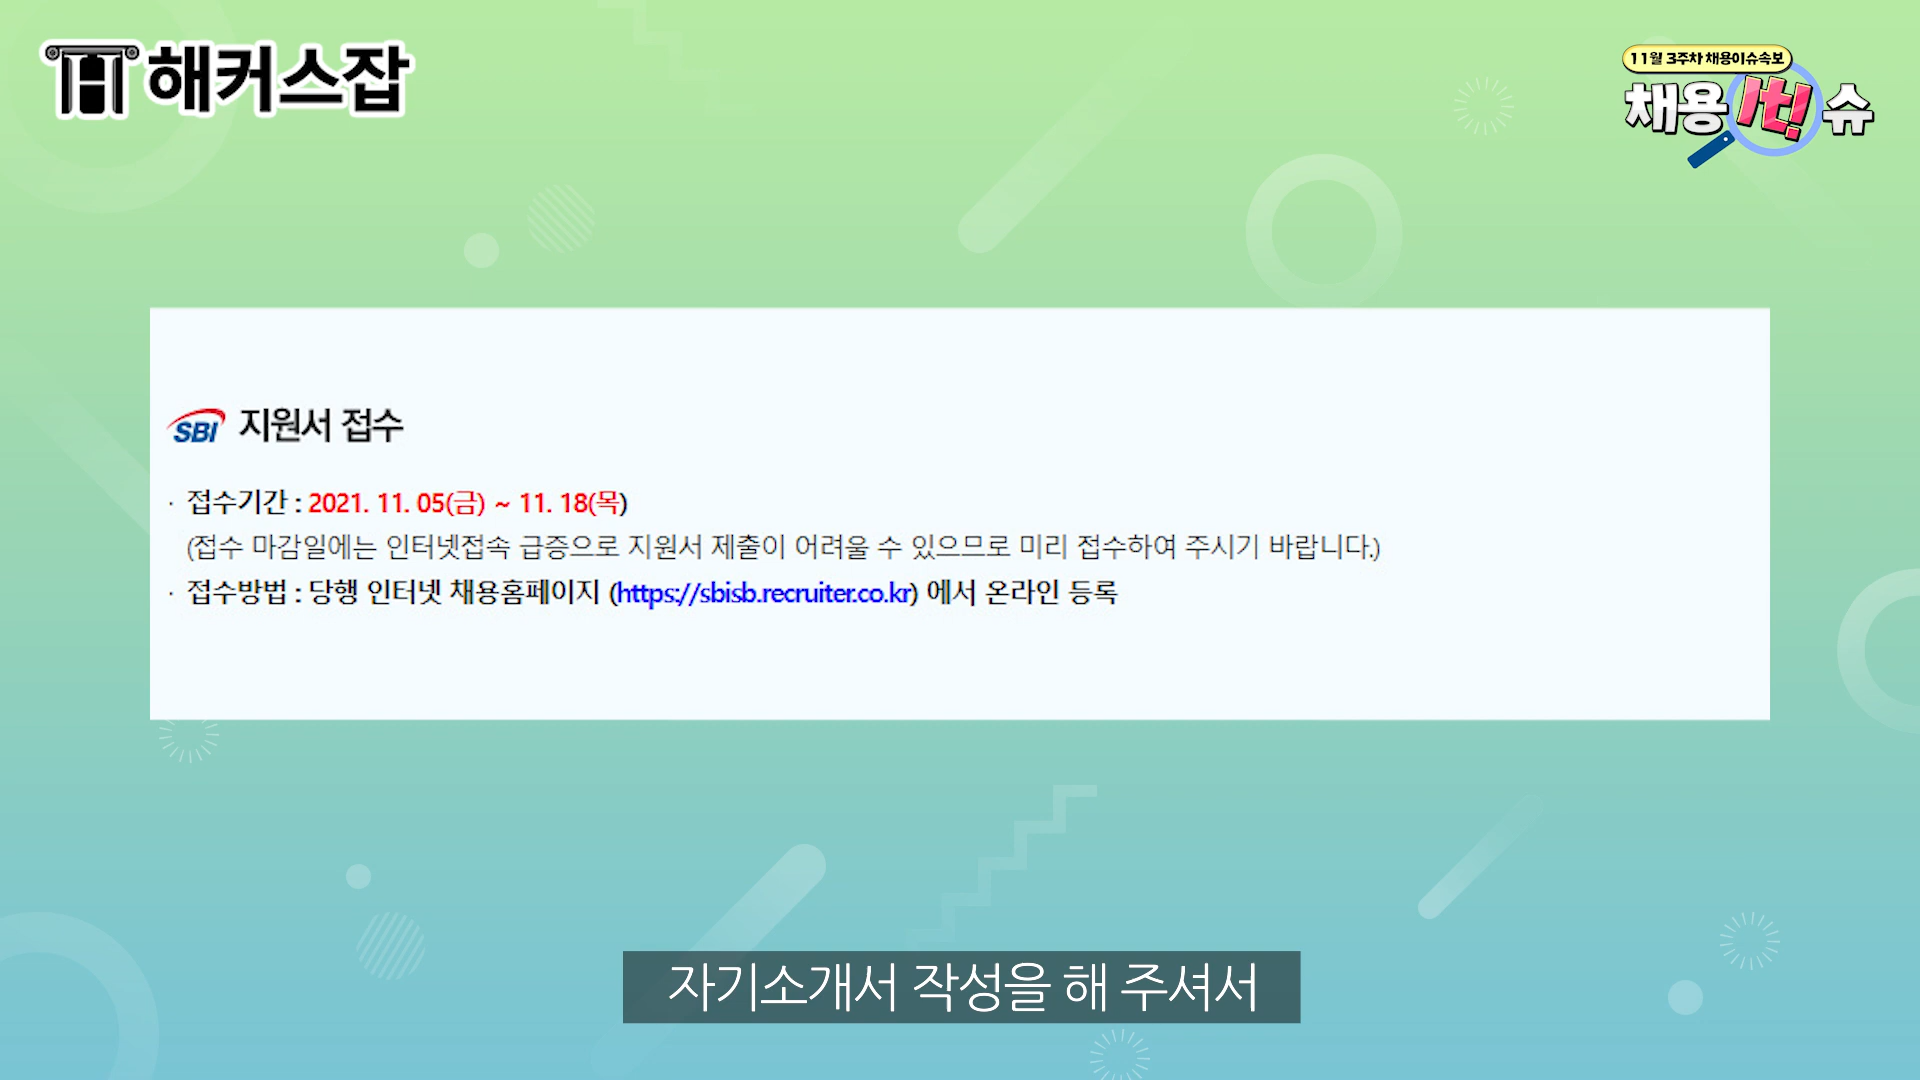 해커스잡
11월 3주차 채용이슈속보
채용 It! 슈
SBI 지원서 접수
· 접수기간 : 2021. 11. 05(금) ~ 11. 18(목)
(접수 마감일에는 인터넷접속 급증으로 지원서 제출이 어려울 수 있으므로 미리 접수하여 주시기 바랍니다.)
· 접수방법 : 당행 인터넷 채용홈페이지 (https://sbisb.recruiter.co.kr) 에서 온라인 등록
자기소개서 작성을 해 주셔서